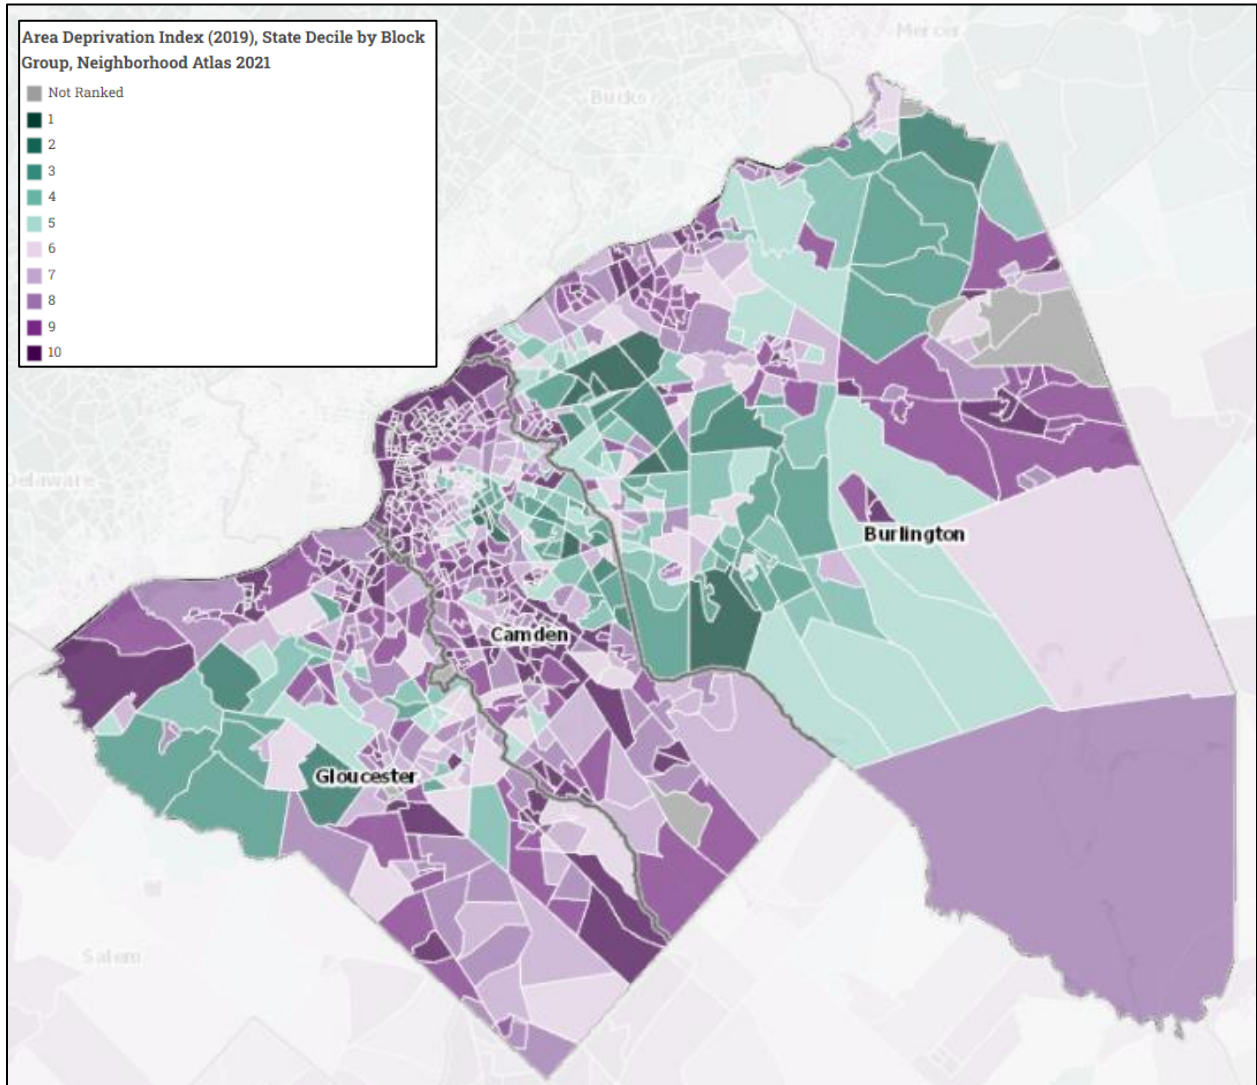 Area Deprivation Index (2019), State Decile by Block
Group, Neighborhood Atlas 2021
Not Ranked
1
2
3
4
5
6
7
8
9
10
Mercer
Bucks
Delaware
Burlington
Camden
Gloucester
Salem